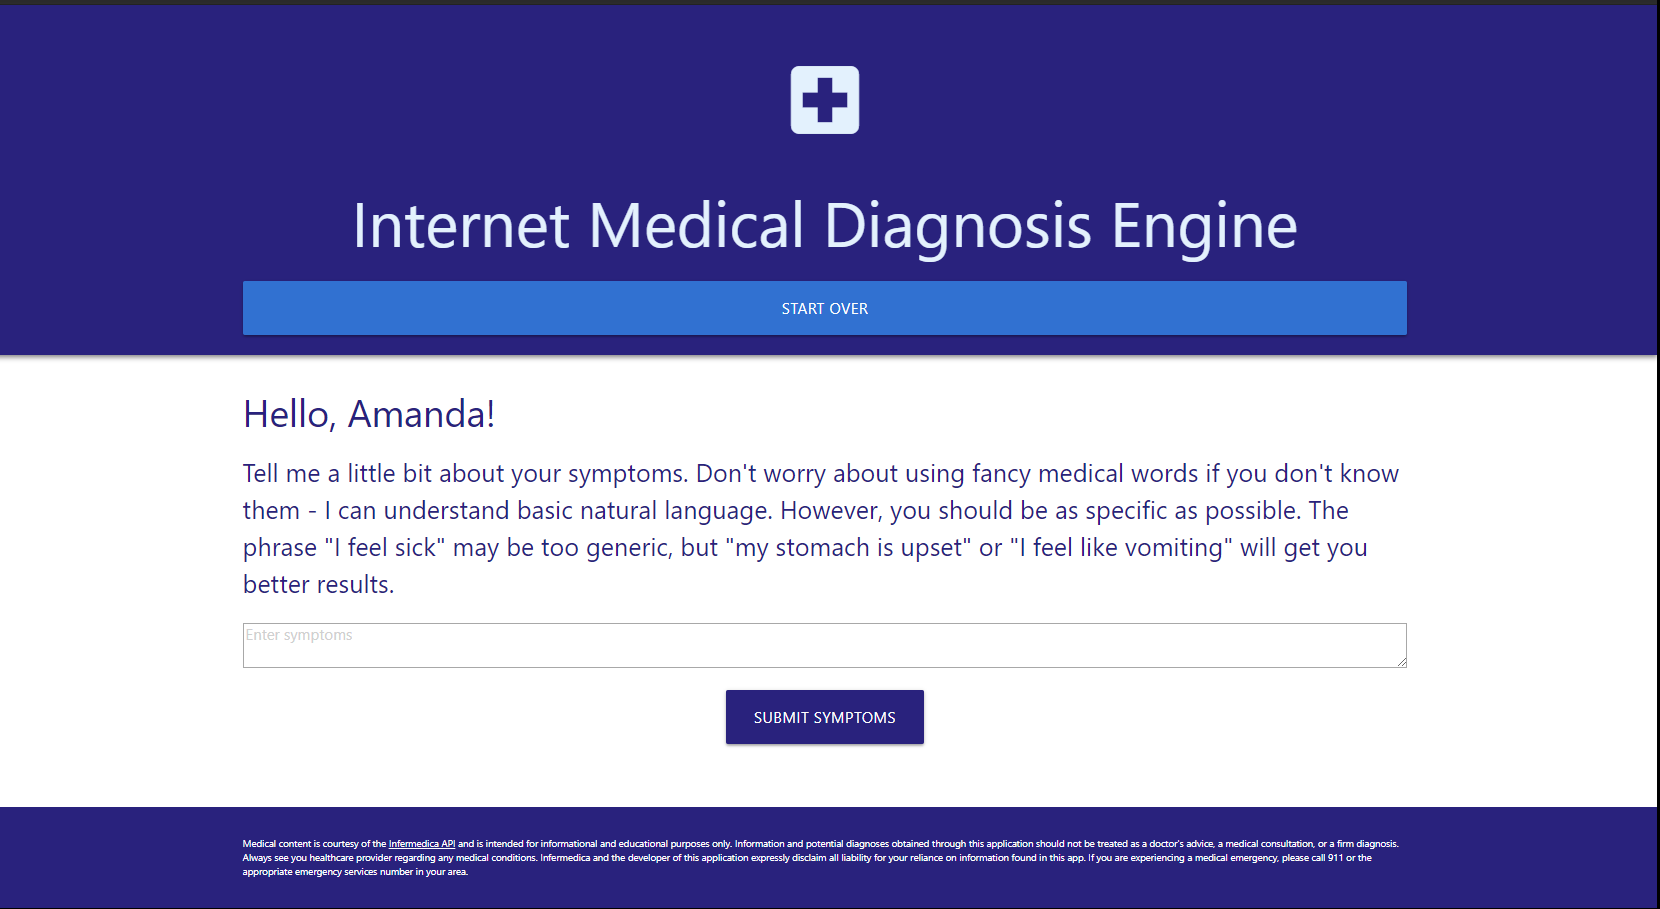 Internet Medical Diagnosis Engine
START OVER
Hello, Amanda!
Tell me a little bit about your symptoms. Don't worry about using fancy medical words if you don't know
them - I can understand basic natural language. However, you should be as specific as possible. The
phrase "I feel sick" may be too generic, but "my stomach is upset" or "I feel like vomiting" will get you
better results.
Enter symptoms
SUBMIT SYMPTOMS
Medical content is courtesy of the Infermedica API and is intended for informational and educational purposes only. Information and potential diagnoses obtained through this application should not be treated as a doctor's advice, a medical consultation, or a firm diagnosis.
Always see you healthcare provider regarding any medical conditions. Infermedica and the developer of this application expressly disclaim all liability for your reliance on information found in this app. If you are experiencing a medical emergency, please call 911 or the
appropriate emergency services number in your area.